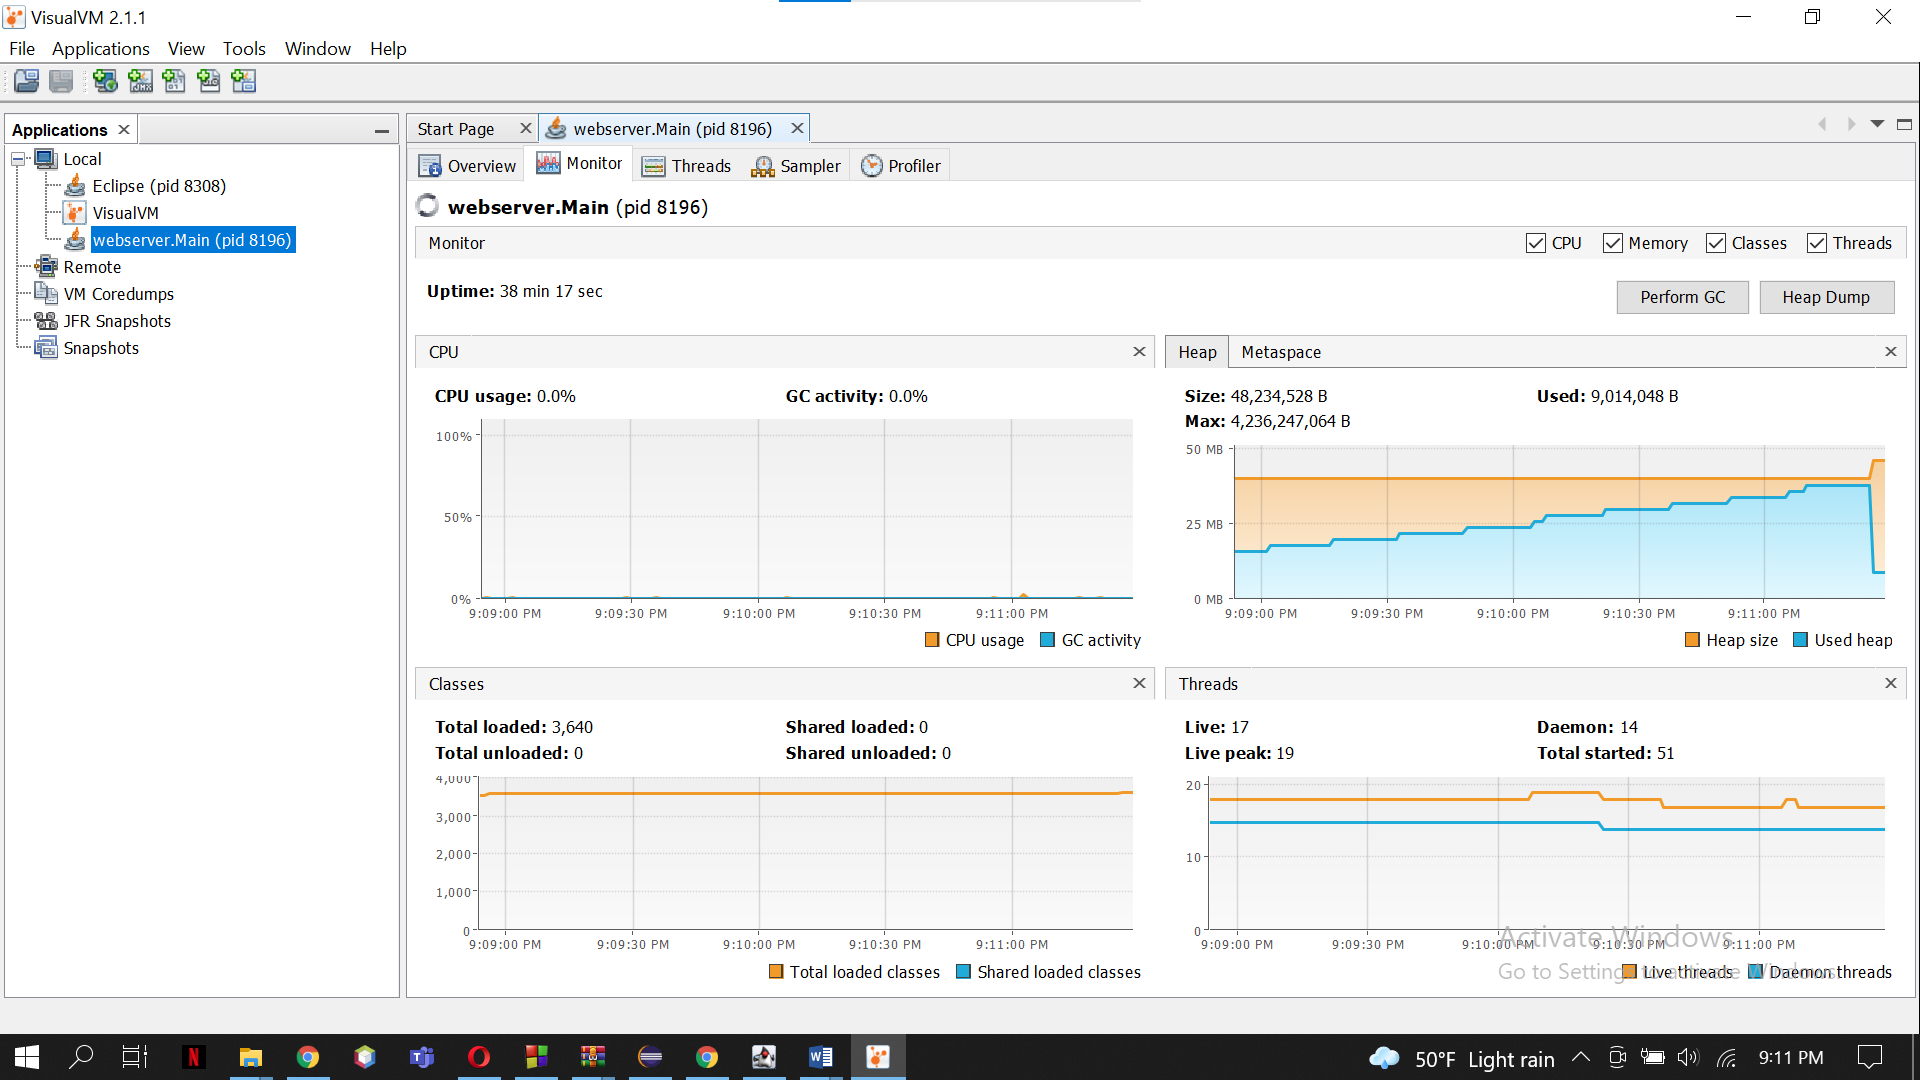 VisualVM 2.1.1
File Applications View Tools Window Help
Applications
Start Page
webserver.Main (pid 8196)
Local
Eclipse (pid 8308)
VisualVM
webserver.Main (pid 8196)
Remote
VM Coredumps
JFR Snapshots
Snapshots
Overview Monitor Threads Sampler Profiler
webserver.Main (pid 8196)
Monitor
CPU Memory Classes Threads
Uptime: 38 min 17 sec
Perform GC Heap Dump
CPU
CPU usage: 0.0% GC activity: 0.0%
100%
50%
0%
9:09:00 PM 9:09:30 PM 9:10:00 PM 9:10:30 PM 9:11:00 PM
CPU usage GC activity
Heap Metaspace
Size: 48,234,528 B Used: 9,014,048 B
Max: 4,236,247,064 B
50 MB
25 MB
0 MB
9:09:00 PM 9:09:30 PM 9:10:00 PM 9:10:30 PM 9:11:00 PM
Heap size Used heap
Classes
Total loaded: 3,640 Shared loaded: 0
Total unloaded: 0 Shared unloaded: 0
4,000
3,000
2,000
1,000
0
9:09:00 PM 9:09:30 PM 9:10:00 PM 9:10:30 PM 9:11:00 PM
Total loaded classes Shared loaded classes
Threads
Live: 17 Daemon: 14
Live peak: 19 Total started: 51
20
10
0
9:09:00 PM 9:09:30 PM 9:10:00 PM 9:10:30 PM 9:11:00 PM
Live threads Daemon threads
Activate Windows
Go to Settings to activate Windows.
50°F Light rain
9:11 PM